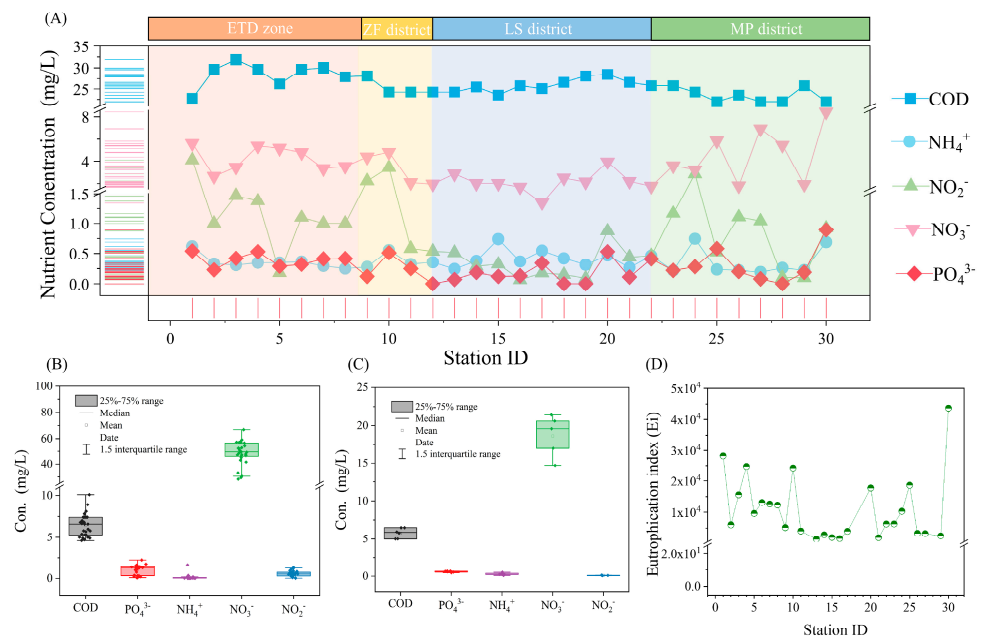 (A)
ETD zone ZF district LS district MP district
Nutrient Concentration (mg/L)
35
30
25
8
4
1.5
1.0
0.5
0.0
0 5 10 15 20 25 30
Station ID
COD
NH₄⁺
NO₂⁻
NO₃⁻
PO₄³⁻
(B)
Con. (mg/L)
100
80
60
40
10
5
0
25%-75% range
Median
Mean
Date
1.5 interquartile range
COD PO₄³⁻ NH₄⁺ NO₃⁻ NO₂⁻
(C)
Con. (mg/L)
25
20
15
10
5
0
25%-75% range
Median
Mean
Date
1.5 interquartile range
COD PO₄³⁻ NH₄⁺ NO₃⁻ NO₂⁻
(D)
Eutrophication index (Ei)
5x10⁴
4x10⁴
3x10⁴
2x10⁴
1x10⁴
2.0x10¹
0.0
0 5 10 15 20 25 30
Station ID